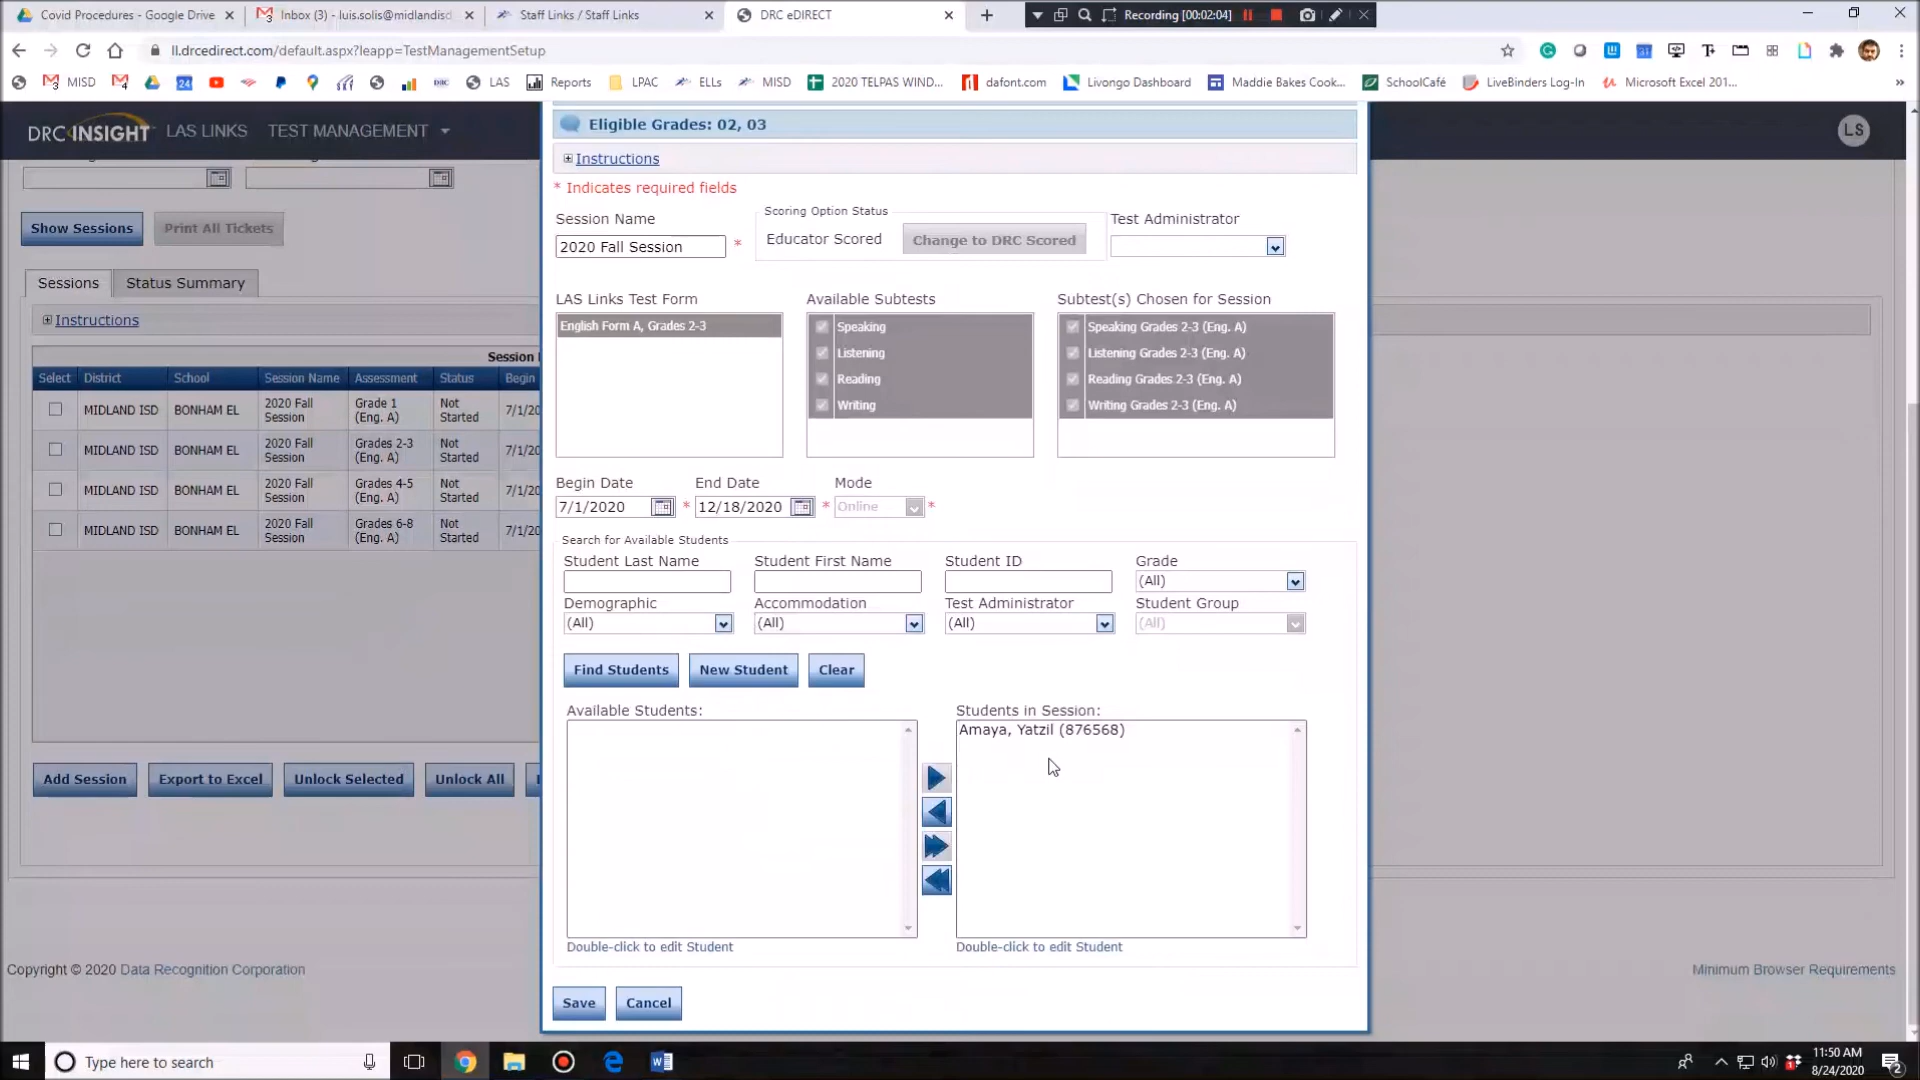 Covid Procedures - Google Drive
Inbox (3) - luis.solis@midlandisd
Staff Links / Staff Links
DRC eDIRECT
Recording [00:02:04]
ll.drcedirect.com/default.aspx?leapp=TestManagementSetup
MISD
24
DRC
LAS
Reports
LPAC
ELLs
MISD
2020 TELPAS WIND...
dafont.com
Livongo Dashboard
Maddie Bakes Cook...
SchoolCafé
LiveBinders Log-In
Microsoft Excel 201...
DRC INSIGHT
LAS LINKS
TEST MANAGEMENT
LS
Show Sessions
Print All Tickets
Sessions
Status Summary
Instructions
Session
Select District School Session Name Assessment Status Begin
MIDLAND ISD BONHAM EL 2020 Fall Session Grade 1 (Eng. A) Not Started 7/1/20
MIDLAND ISD BONHAM EL 2020 Fall Session Grades 2-3 (Eng. A) Not Started 7/1/20
MIDLAND ISD BONHAM EL 2020 Fall Session Grades 4-5 (Eng. A) Not Started 7/1/20
MIDLAND ISD BONHAM EL 2020 Fall Session Grades 6-8 (Eng. A) Not Started 7/1/20
Add Session
Export to Excel
Unlock Selected
Unlock All
Copyright © 2020 Data Recognition Corporation
Minimum Browser Requirements
Eligible Grades: 02, 03
Instructions
* Indicates required fields
Session Name
2020 Fall Session *
Scoring Option Status
Educator Scored
Change to DRC Scored
Test Administrator
LAS Links Test Form
English Form A, Grades 2-3
Available Subtests
Speaking
Listening
Reading
Writing
Subtest(s) Chosen for Session
Speaking Grades 2-3 (Eng. A)
Listening Grades 2-3 (Eng. A)
Reading Grades 2-3 (Eng. A)
Writing Grades 2-3 (Eng. A)
Begin Date End Date Mode
7/1/2020 * 12/18/2020 * Online *
Search for Available Students
Student Last Name Student First Name Student ID Grade
(All)
Demographic Accommodation Test Administrator Student Group
(All) (All) (All) (All)
Find Students
New Student
Clear
Available Students:
Students in Session:
Amaya, Yatzil (876568)
Double-click to edit Student
Double-click to edit Student
Save
Cancel
Type here to search
11:50 AM
8/24/2020
2